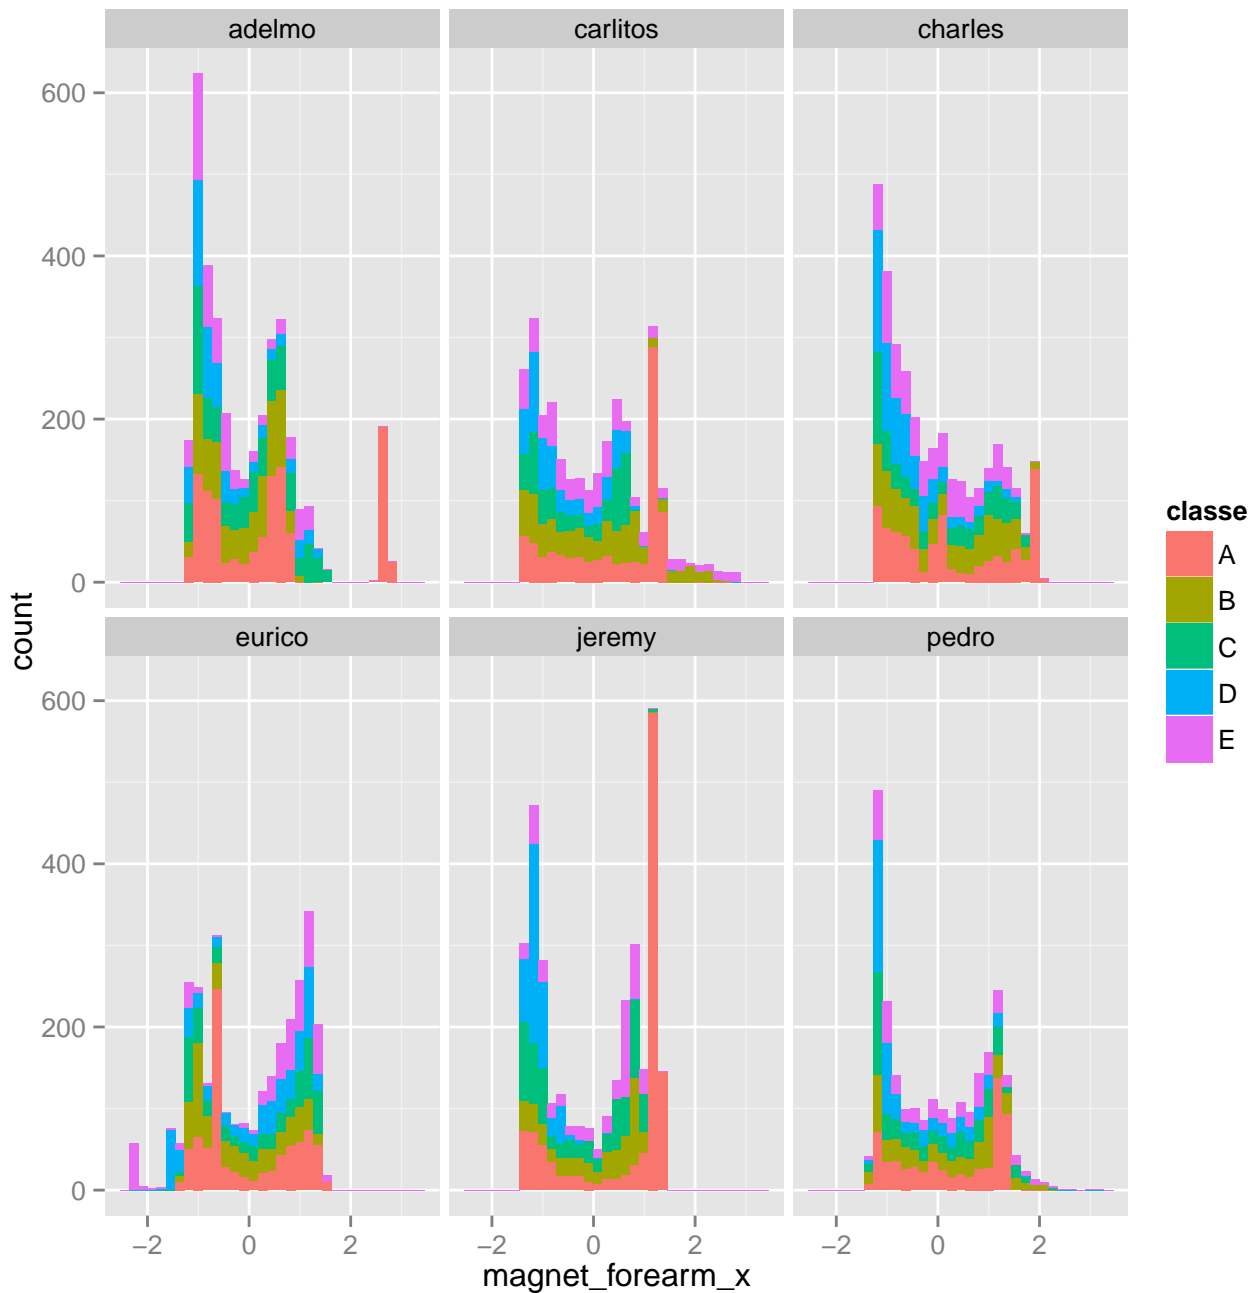 adelmo
carlitos
charles
600
400
200
0
eurico
jeremy
pedro
600
400
200
0
count
−2
0
2
−2
0
2
−2
0
2
magnet_forearm_x
classe
A
B
C
D
E